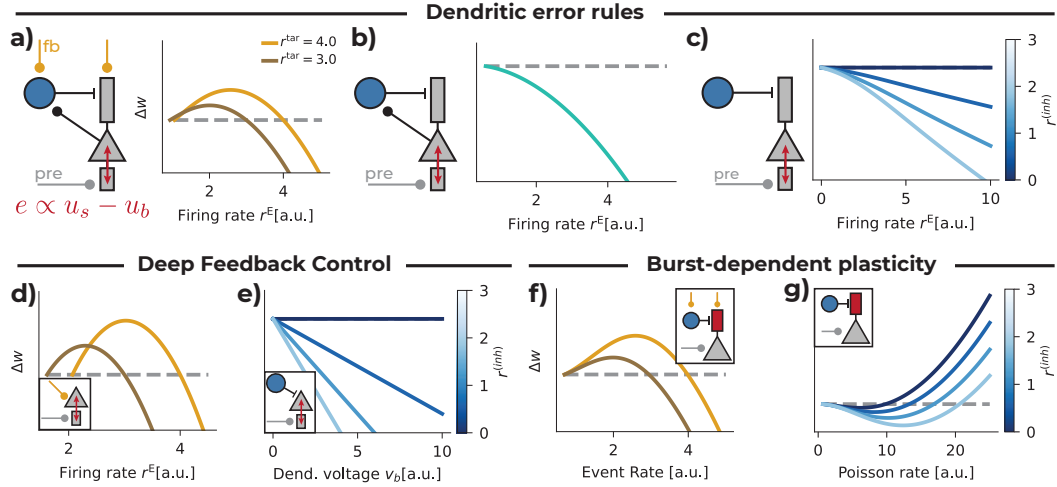 Dendritic error rules
a)
fb
pre
e ∝ u_s − u_b
Δw
r^tar = 4.0
r^tar = 3.0
2 4
Firing rate r^E[a.u.]
b)
pre
2 4
Firing rate r^E[a.u.]
c)
pre
0 5 10
Firing rate r^E[a.u.]
3
2
1
0
r^(inh)
Deep Feedback Control
d)
Δw
2 4
Firing rate r^E[a.u.]
e)
0 5 10
Dend. voltage v_b[a.u.]
3
2
1
0
r^(inh)
Burst-dependent plasticity
f)
Δw
2 4
Event Rate [a.u.]
g)
0 10 20
Poisson rate [a.u.]
3
2
1
0
r^(inh)